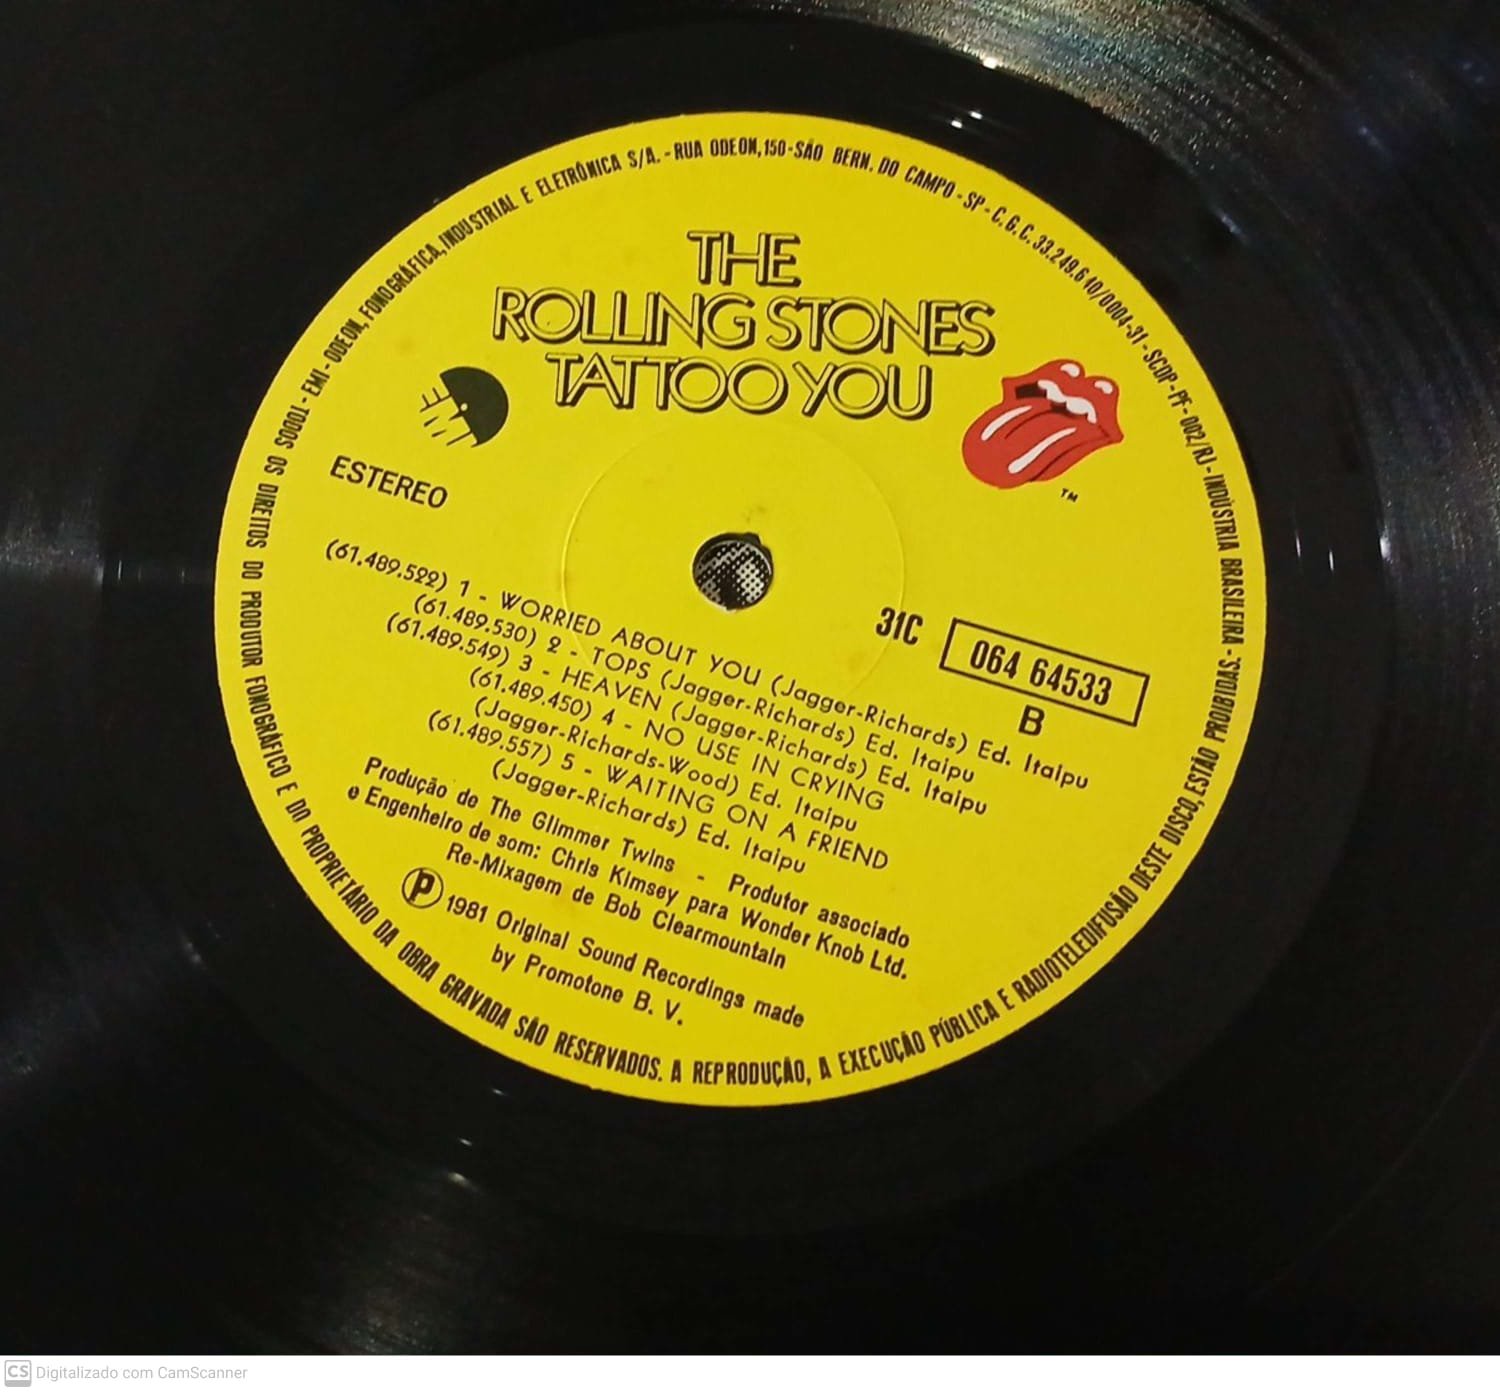 TODOS OS DIREITOS DO PRODUTOR FONOGRÁFICO E DO PROPRIETÁRIO DA OBRA GRAVADA SÃO RESERVADOS. A REPRODUÇÃO, A EXECUÇÃO PÚBLICA E RADIOTELEDIFUSÃO DESTE DISCO, ESTÃO PROIBIDAS.
EMI - ODEON, FONOGRÁFICA, INDUSTRIAL E ELETRÔNICA S/A. - RUA ODEON, 150 - SÃO BERN. DO CAMPO - SP - C.G.C. 33.249.640/0004-31 - SCDP - PF - 002/RJ - INDÚSTRIA BRASILEIRA -
THE
ROLLING STONES
TATTOO YOU
EMI
TM
ESTEREO
31C 064 64533
B
(61.489.522) 1 - WORRIED ABOUT YOU (Jagger-Richards) Ed. Itaipu
(61.489.530) 2 - TOPS (Jagger-Richards) Ed. Itaipu
(61.489.549) 3 - HEAVEN (Jagger-Richards) Ed. Itaipu
(61.489.450) 4 - NO USE IN CRYING
(Jagger-Richards-Wood) Ed. Itaipu
(61.489.557) 5 - WAITING ON A FRIEND
(Jagger-Richards) Ed. Itaipu
Produção de The Glimmer Twins - Produtor associado
e Engenheiro de som: Chris Kimsey para Wonder Knob Ltd.
Re-Mixagem de Bob Clearmountain
℗ 1981 Original Sound Recordings made
by Promotone B. V.
CS Digitalizado com CamScanner